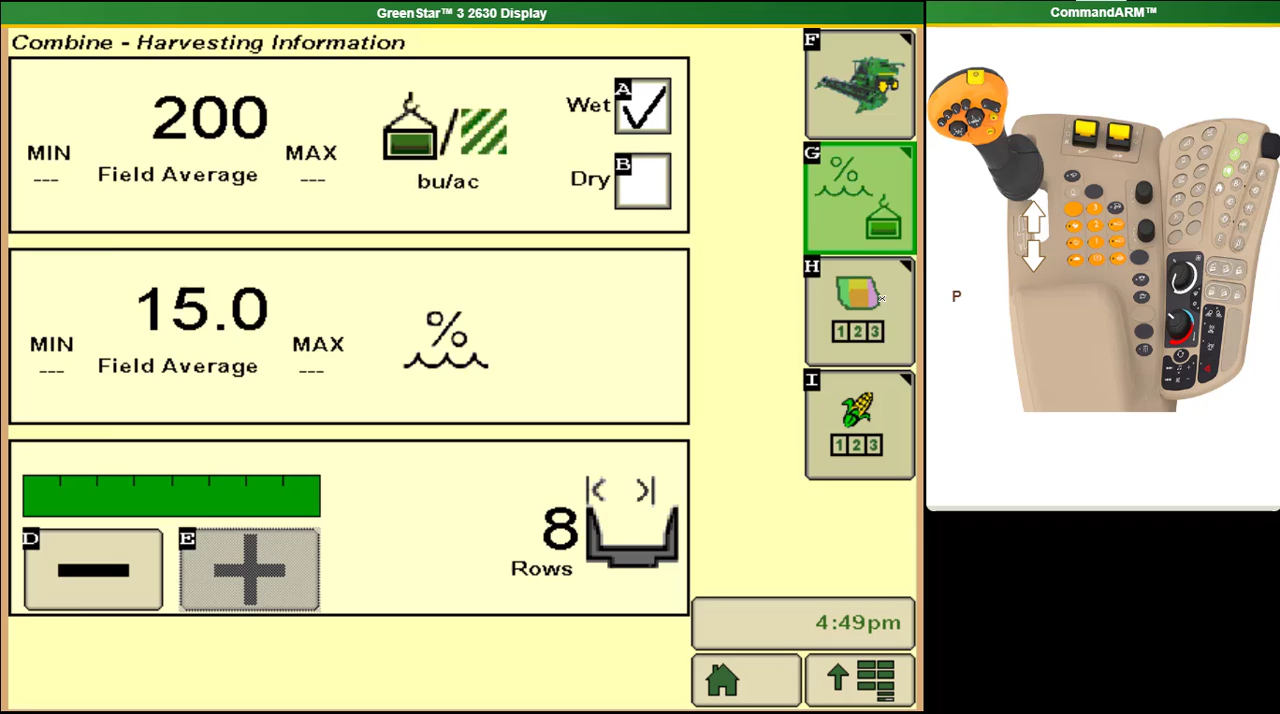 GreenStar™ 3 2630 Display
CommandARM™
Combine - Harvesting Information
200
MIN
---
Field Average
MAX
---
bu/ac
Wet
A
Dry
B
15.0
MIN
---
Field Average
MAX
---
%
D
E
8
Rows
F
G
%
H
1 2 3
I
1 2 3
4:49pm
P